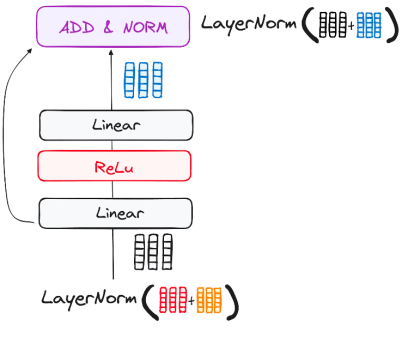 ADD & NORM
LayerNorm ( + )
Linear
ReLu
Linear
LayerNorm ( + )